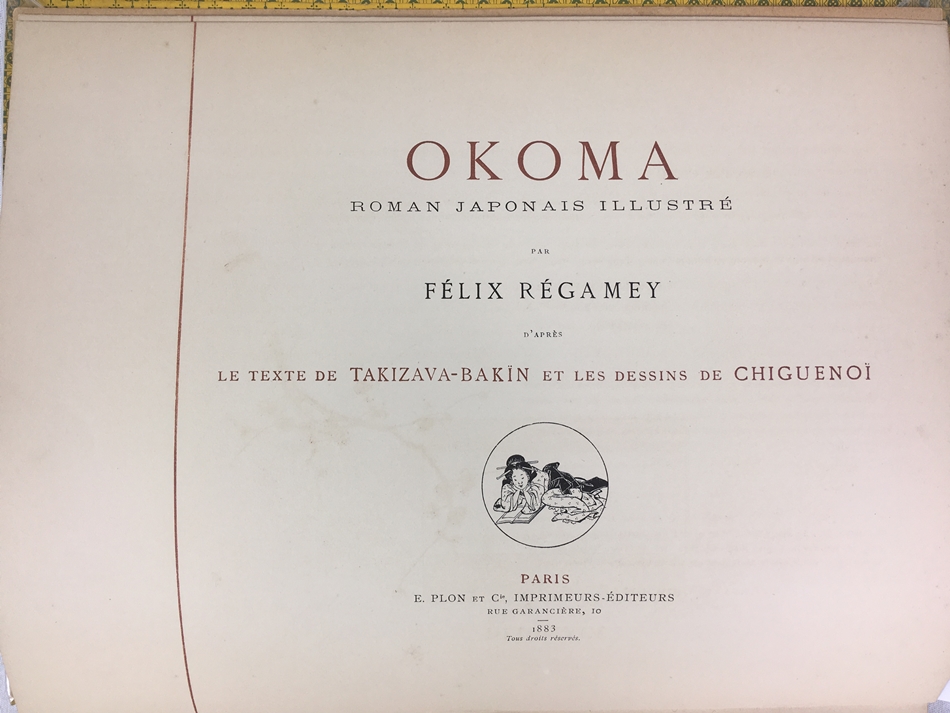 OKOMA
ROMAN JAPONAIS ILLUSTRÉ
PAR
FÉLIX RÉGAMEY
D'APRÈS
LE TEXTE DE TAKIZAVA-BAKÏN ET LES DESSINS DE CHIGUENOÏ
PARIS
E. PLON ET Cie, IMPRIMEURS-ÉDITEURS
RUE GARANCIÈRE, 10
1883
Tous droits réservés.